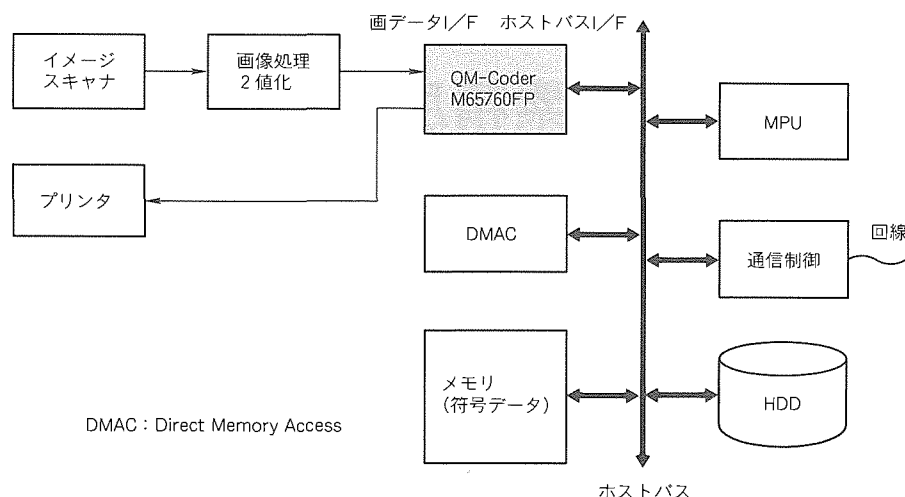 画データI／F ホストバスI／F
イメージ
スキャナ
画像処理
２値化
QM-Coder
M65760FP
MPU
プリンタ
DMAC
回線
通信制御
メモリ
(符号データ)
HDD
DMAC：Direct Memory Access
ホストバス